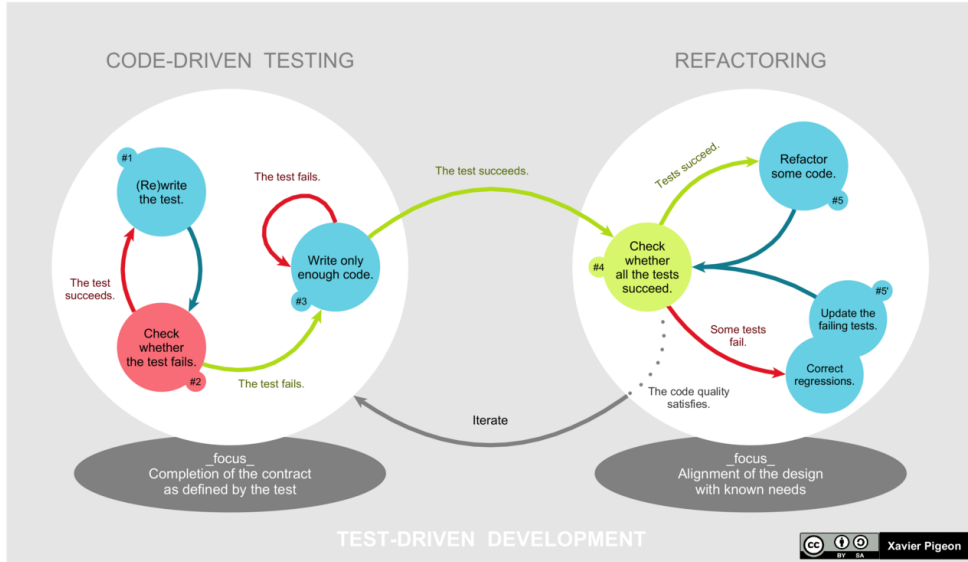 CODE-DRIVEN TESTING
REFACTORING
#1
(Re)write
the test.
The test
succeeds.
Check
whether
the test fails.
#2
The test fails.
The test fails.
Write only
enough code.
#3
The test succeeds.
Tests succeed.
Refactor
some code.
#5
#4
Check
whether
all the tests
succeed.
#5'
Update the
failing tests.
Some tests
fail.
Correct
regressions.
The code quality
satisfies.
Iterate
_focus_
Completion of the contract
as defined by the test
_focus_
Alignment of the design
with known needs
TEST-DRIVEN DEVELOPMENT
cc
BY SA
Xavier Pigeon